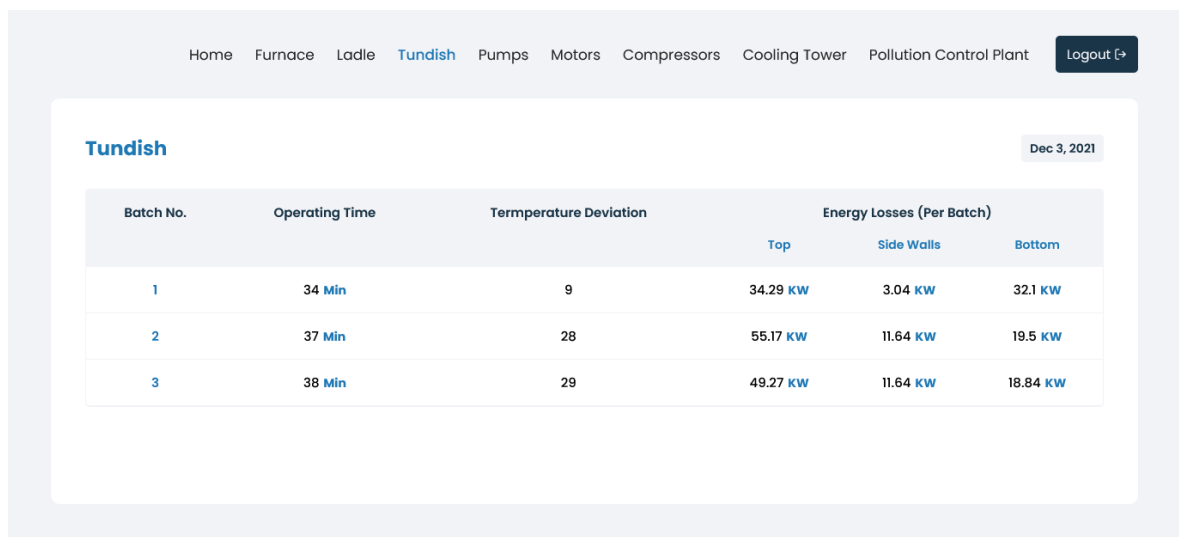 Home Furnace Ladle Tundish Pumps Motors Compressors Cooling Tower Pollution Control Plant Logout
Tundish Dec 3, 2021
Batch No. Operating Time Termperature Deviation Energy Losses (Per Batch)
Top Side Walls Bottom
1 34 Min 9 34.29 KW 3.04 KW 32.1 KW
2 37 Min 28 55.17 KW 11.64 KW 19.5 KW
3 38 Min 29 49.27 KW 11.64 KW 18.84 KW